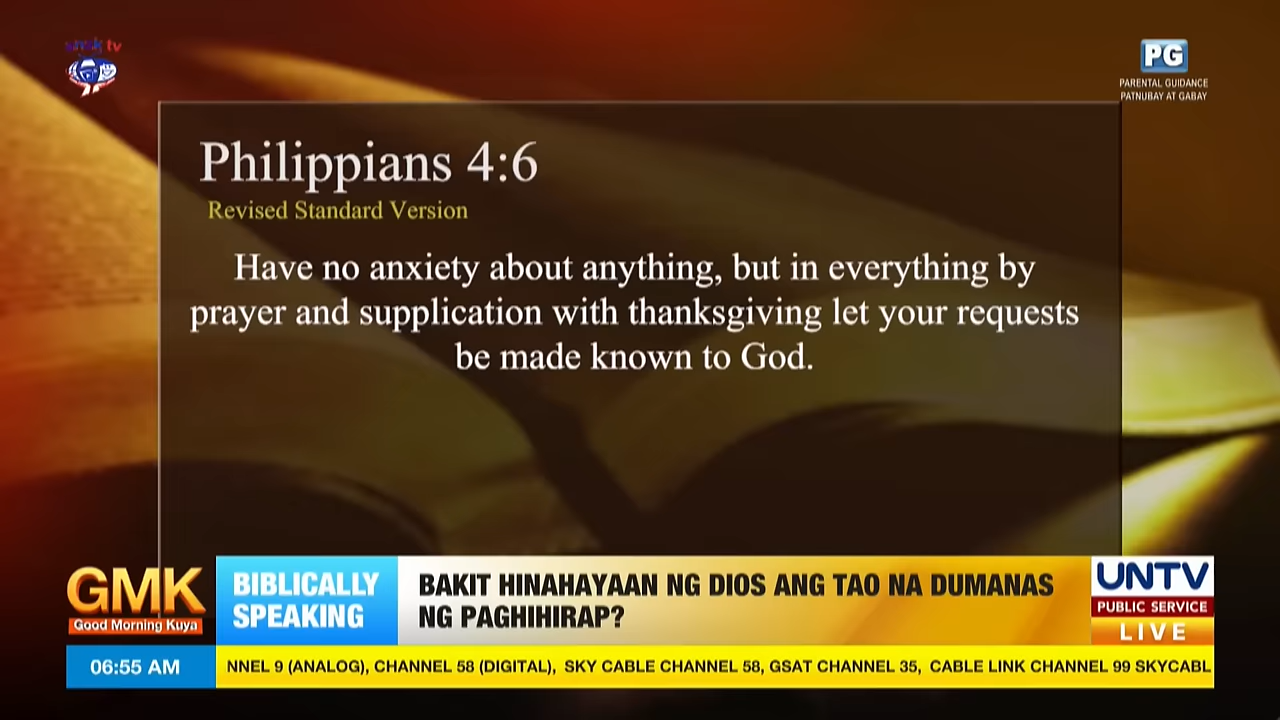 PG
PARENTAL GUIDANCE
PATNUBAY AT GABAY
Philippians 4:6
Revised Standard Version
Have no anxiety about anything, but in everything by
prayer and supplication with thanksgiving let your requests
be made known to God.
GMK
Good Morning Kuya
BIBLICALLY
SPEAKING
BAKIT HINAHAYAAN NG DIOS ANG TAO NA DUMANAS
NG PAGHIHIRAP?
UNTV
PUBLIC SERVICE
LIVE
06:55 AM
NNEL 9 (ANALOG), CHANNEL 58 (DIGITAL), SKY CABLE CHANNEL 58, GSAT CHANNEL 35, CABLE LINK CHANNEL 99 SKYCABL